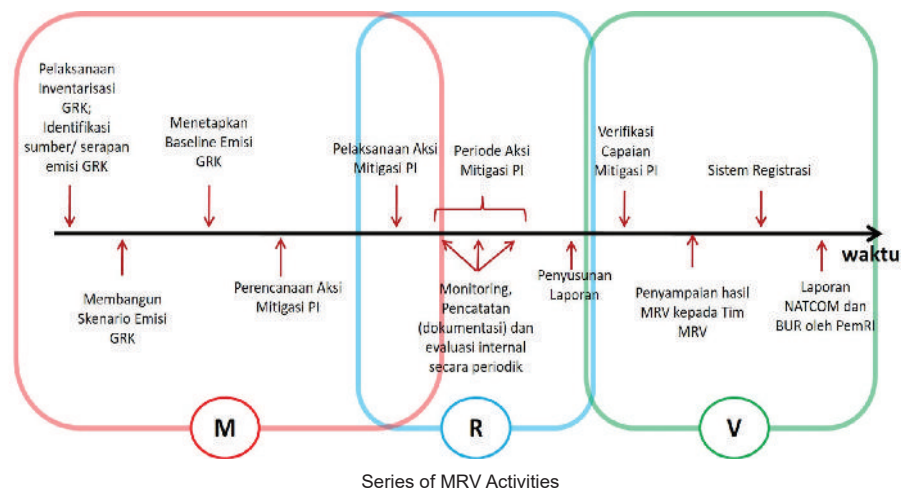 Pelaksanaan
Inventarisasi
GRK;
Identifikasi
sumber/ serapan
emisi GRK
Menetapkan
Baseline Emisi
GRK
Pelaksanaan Aksi
Mitigasi PI
Periode Aksi
Mitigasi PI
Verifikasi
Capaian
Mitigasi PI
Sistem Registrasi
waktu
Membangun
Skenario Emisi
GRK
Perencanaan Aksi
Mitigasi PI
Monitoring,
Pencatatan
(dokumentasi) dan
evaluasi internal
secara periodik
Penyusunan
Laporan
Penyampaian hasil
MRV kepada Tim
MRV
Laporan
NATCOM dan
BUR oleh PemRI
M
R
V
Series of MRV Activities